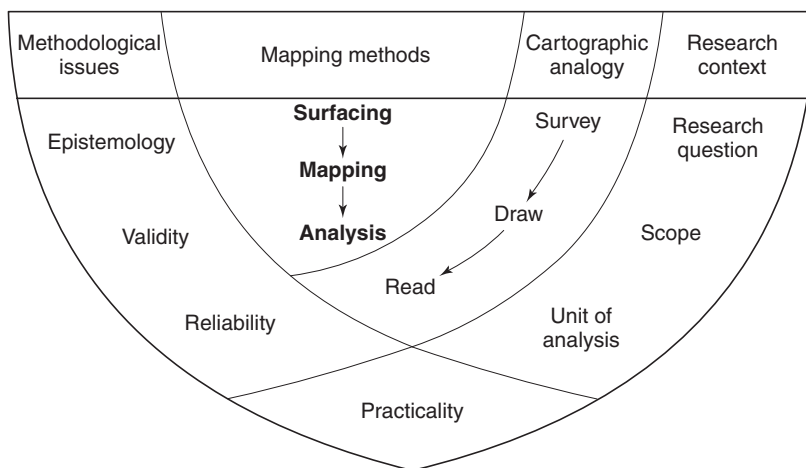 Methodological
issues
Mapping methods
Cartographic
analogy
Research
context
Surfacing
Mapping
Analysis
Epistemology
Validity
Reliability
Survey
Draw
Read
Research
question
Scope
Unit of
analysis
Practicality